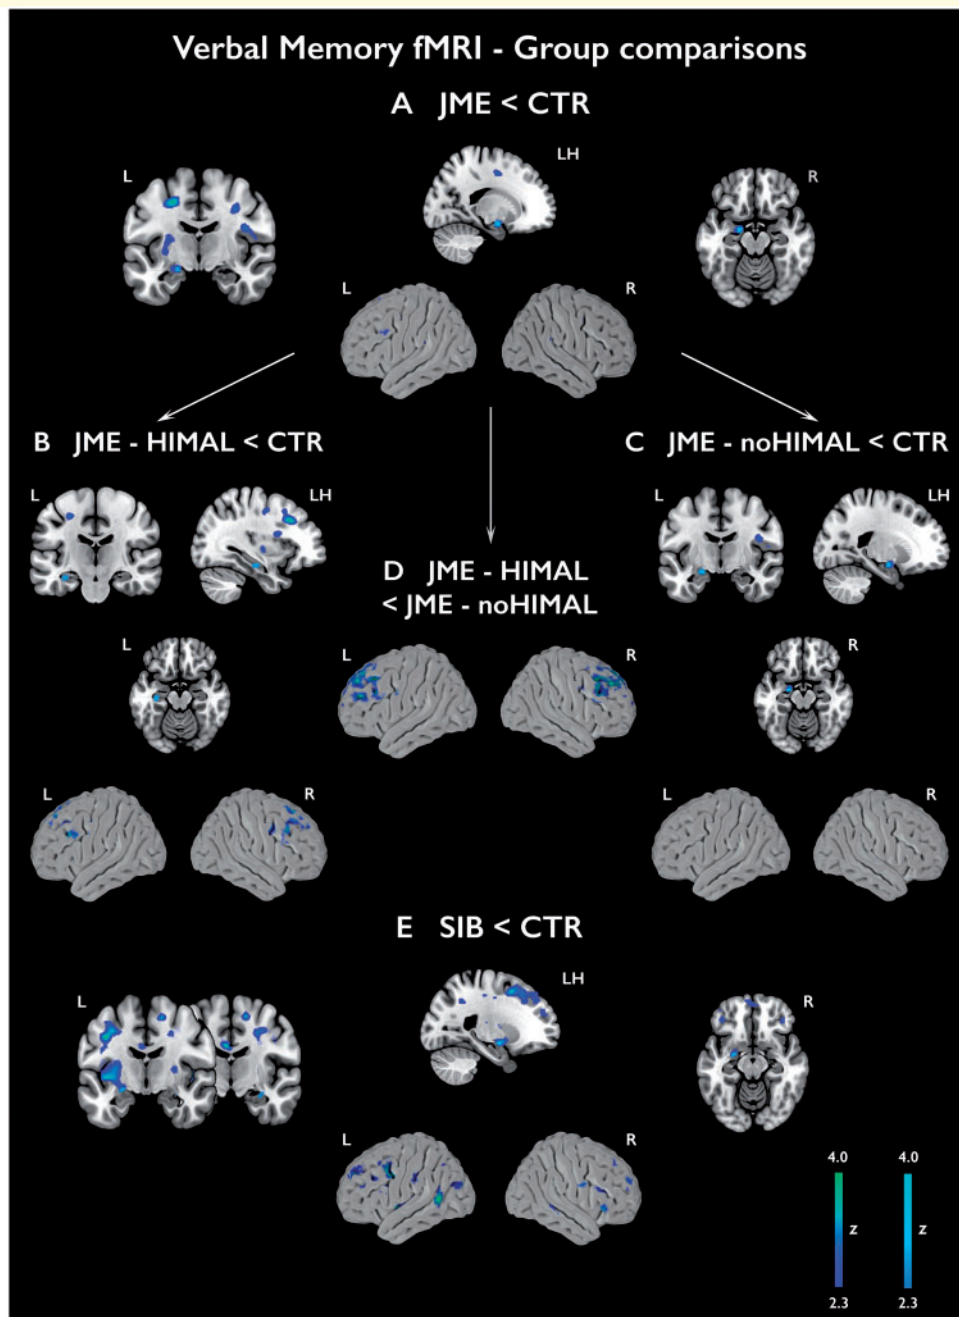 Verbal Memory fMRI - Group comparisons
A JME < CTR
L
LH
R
L
R
B JME - HIMAL < CTR
C JME - noHIMAL < CTR
L
LH
L
LH
D JME - HIMAL
< JME - noHIMAL
L
R
L
R
L
R
L
R
E SIB < CTR
L
LH
R
L
R
4.0
4.0
z
z
2.3
2.3